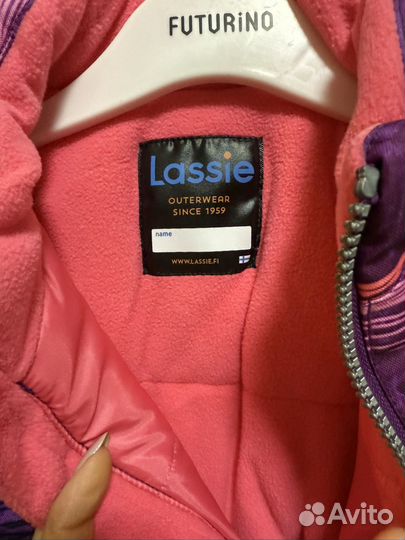 FUTURINO
Lassie
OUTERWEAR
SINCE 1959
name
WWW.LASSIE.FI
Avito